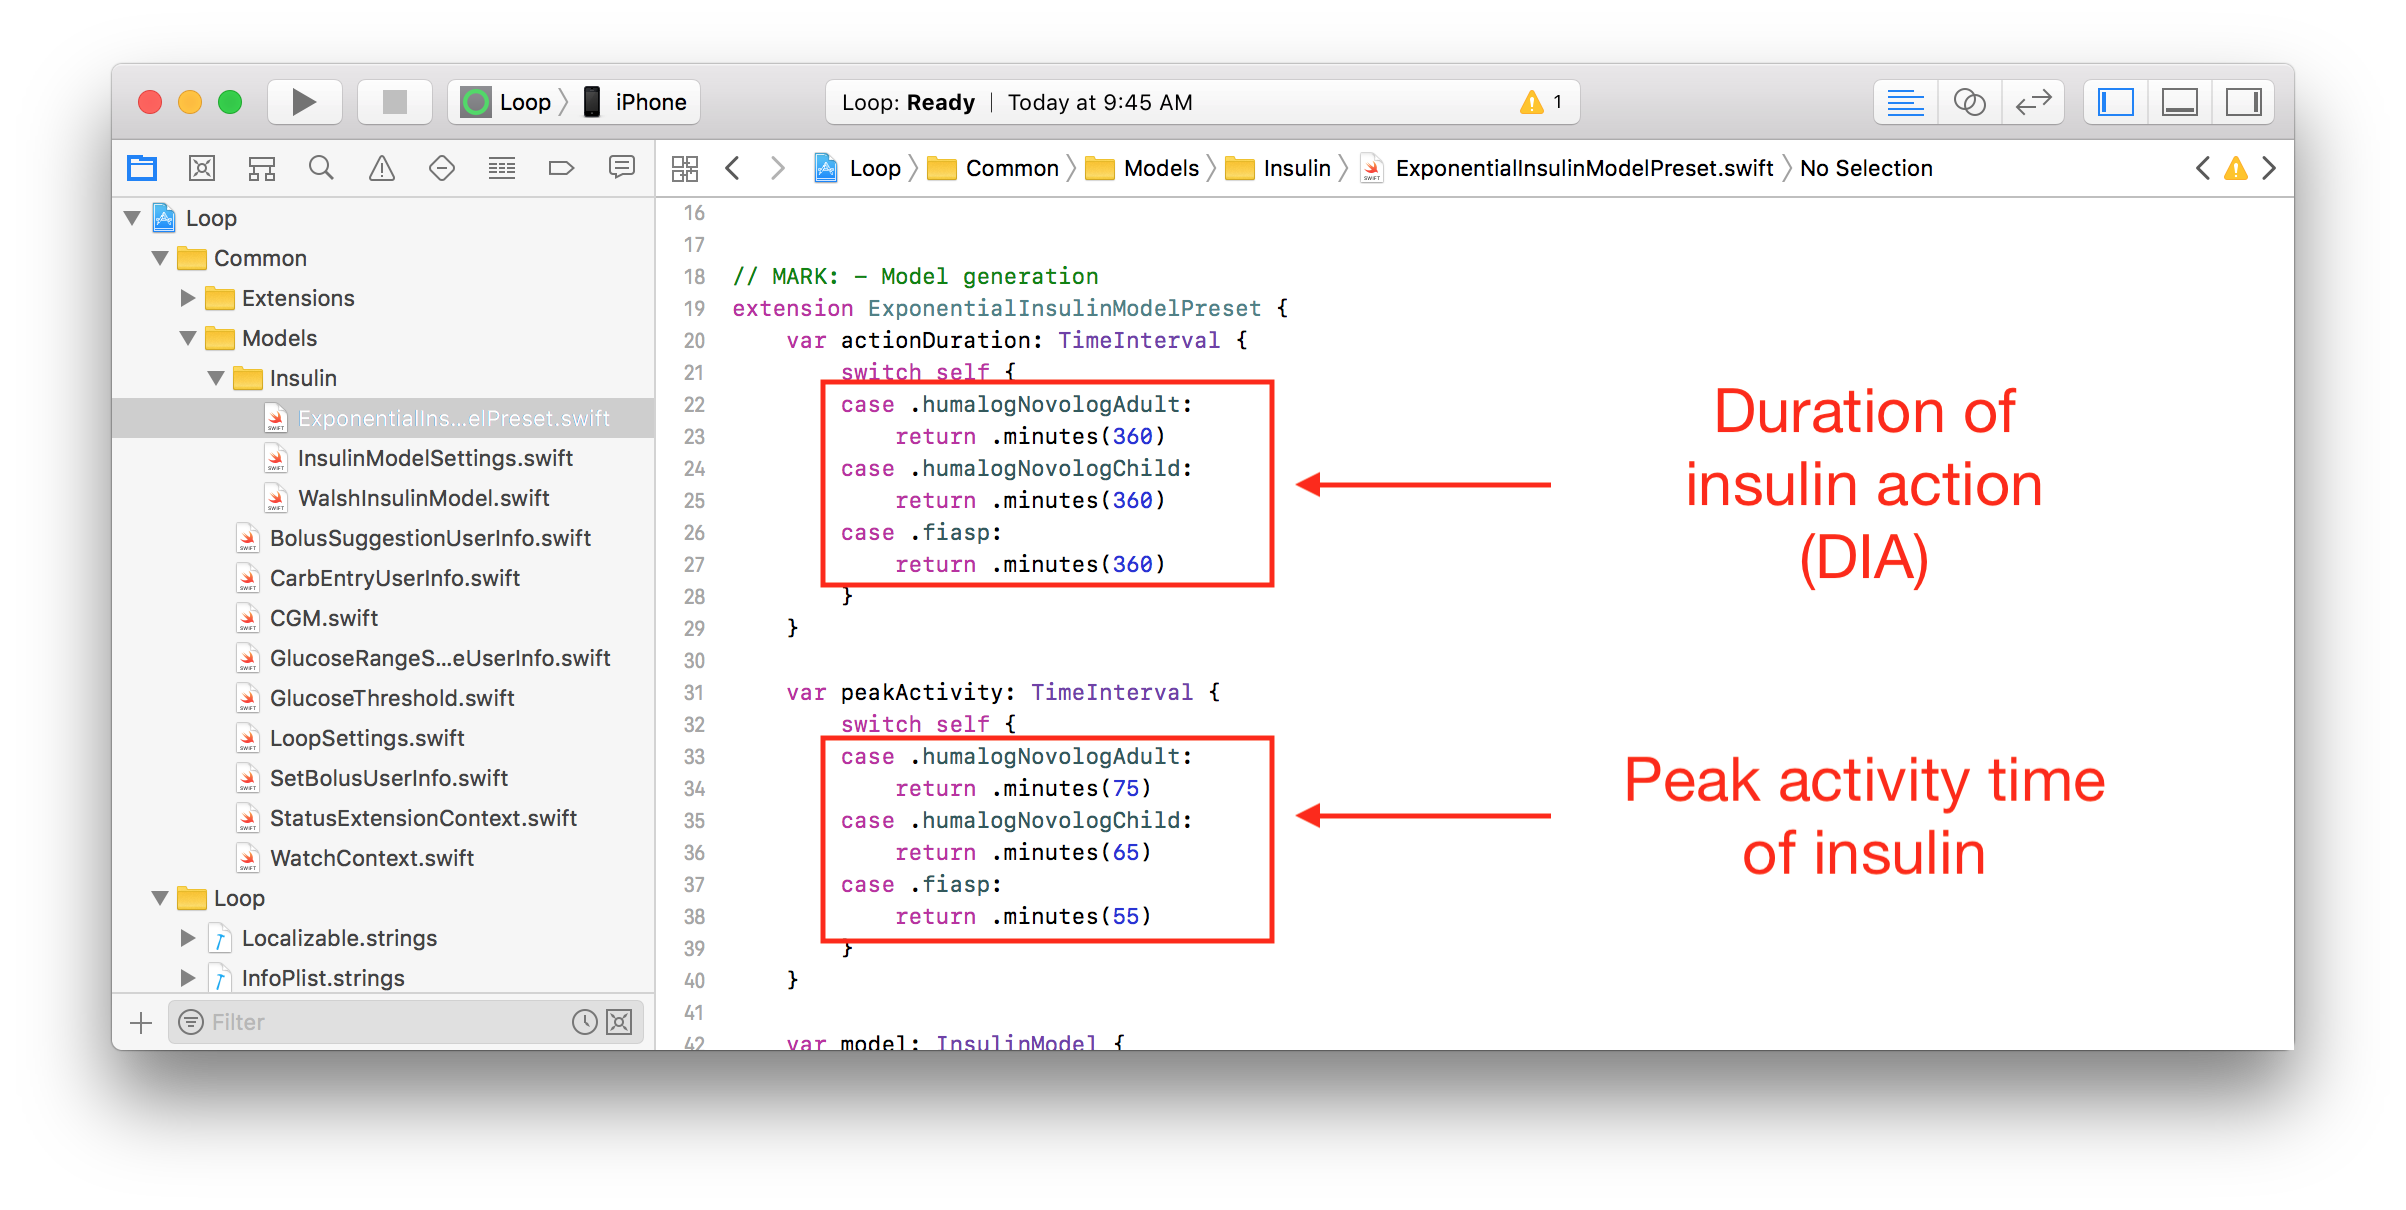 Loop 〉 iPhone
Loop: Ready | Today at 9:45 AM
1
Loop 〉 Common 〉 Models 〉 Insulin 〉 ExponentialInsulinModelPreset.swift 〉 No Selection
Loop
Common
Extensions
Models
Insulin
ExponentialIns...elPreset.swift
InsulinModelSettings.swift
WalshInsulinModel.swift
BolusSuggestionUserInfo.swift
CarbEntryUserInfo.swift
CGM.swift
GlucoseRangeS...eUserInfo.swift
GlucoseThreshold.swift
LoopSettings.swift
SetBolusUserInfo.swift
StatusExtensionContext.swift
WatchContext.swift
Loop
Localizable.strings
InfoPlist.strings
Filter
16
17
18 // MARK: - Model generation
19 extension ExponentialInsulinModelPreset {
20     var actionDuration: TimeInterval {
21         switch self {
22         case .humalogNovologAdult:
23             return .minutes(360)
24         case .humalogNovologChild:
25             return .minutes(360)
26         case .fiasp:
27             return .minutes(360)
28         }
29     }
30
31     var peakActivity: TimeInterval {
32         switch self {
33         case .humalogNovologAdult:
34             return .minutes(75)
35         case .humalogNovologChild:
36             return .minutes(65)
37         case .fiasp:
38             return .minutes(55)
39         }
40     }
41
42     var model: InsulinModel {
Duration of
insulin action
(DIA)
Peak activity time
of insulin